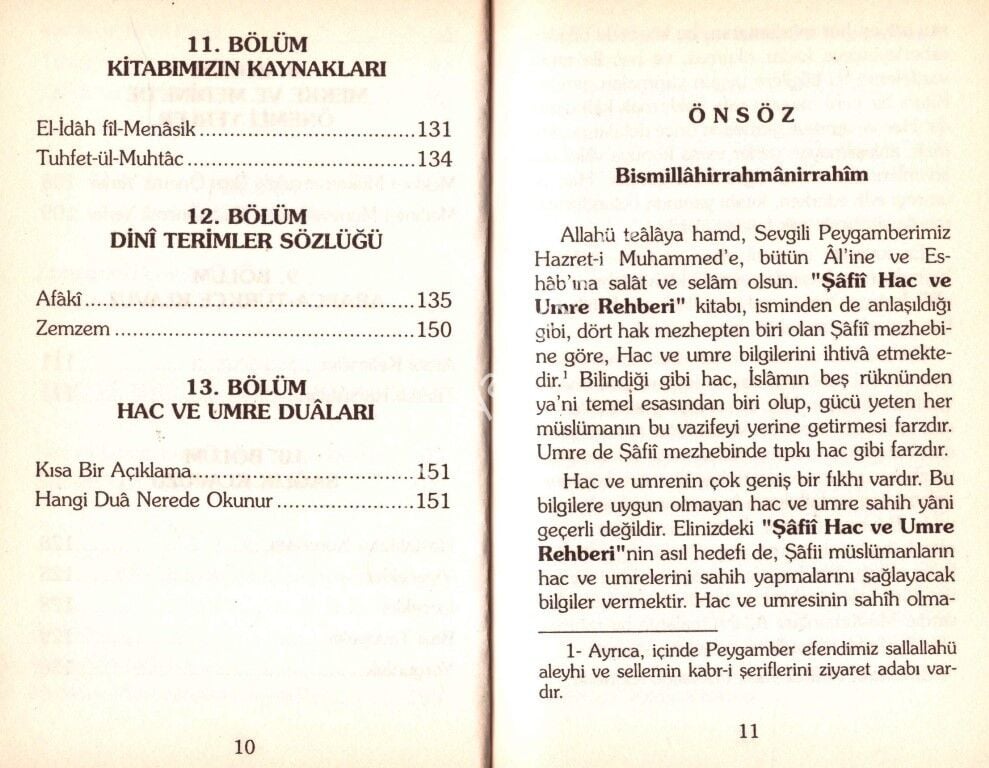 11. BÖLÜM
KİTABIMIZIN KAYNAKLARI
El-İdâh fîl-Menâsik.............................131
Tuhfet-ül-Muhtâc..............................134
12. BÖLÜM
DİNÎ TERİMLER SÖZLÜĞÜ
Afâkî............................................135
Zemzem........................................150
13. BÖLÜM
HAC VE UMRE DUÂLARI
Kısa Bir Açıklama.............................151
Hangi Duâ Nerede Okunur..................151
10
ÖNSÖZ
Bismillâhirrahmânirrahîm
Allahü teâlâya hamd, Sevgili Peygamberimiz
Hazret-i Muhammed'e, bütün Âl'ine ve Es-
hâb'ına salât ve selâm olsun. "Şâfiî Hac ve
Umre Rehberi" kitabı, isminden de anlaşıldığı
gibi, dört hak mezhepten biri olan Şâfiî mezhebi-
ne göre, Hac ve umre bilgilerini ihtivâ etmekte-
dir.¹ Bilindiği gibi hac, İslâmın beş rüknünden
ya'ni temel esasından biri olup, gücü yeten her
müslümanın bu vazifeyi yerine getirmesi farzdır.
Umre de Şâfiî mezhebinde tıpkı hac gibi farzdır.
Hac ve umrenin çok geniş bir fıkhı vardır. Bu
bilgilere uygun olmayan hac ve umre sahih yâni
geçerli değildir. Elinizdeki "Şâfiî Hac ve Umre
Rehberi"nin asıl hedefi de, Şâfii müslümanların
hac ve umrelerini sahih yapmalarını sağlayacak
bilgiler vermektir. Hac ve umresinin sahîh olma-
1- Ayrıca, içinde Peygamber efendimiz sallallahü
aleyhi ve sellemin kabr-i şeriflerini ziyaret adabı var-
dır.
11